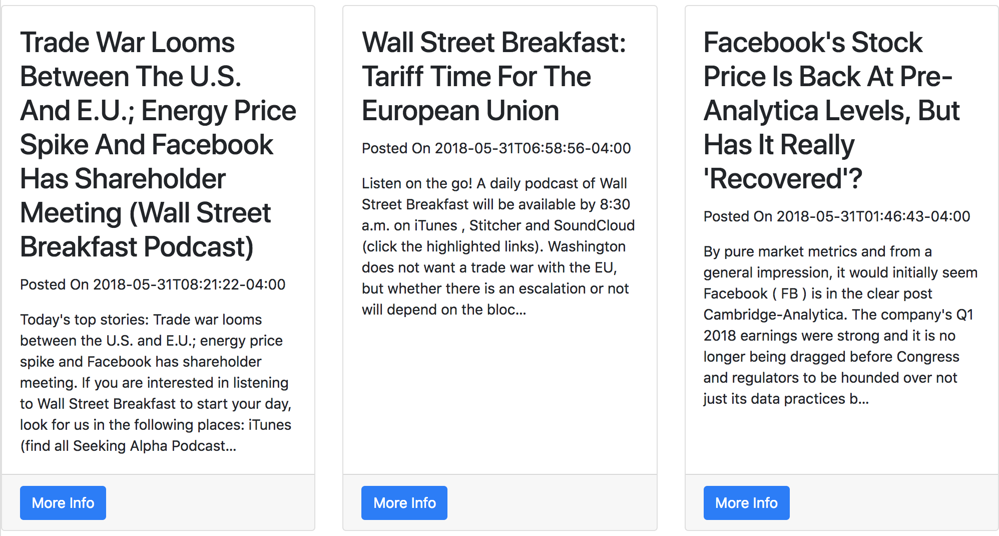 Trade War Looms
Between The U.S.
And E.U.; Energy Price
Spike And Facebook
Has Shareholder
Meeting (Wall Street
Breakfast Podcast)
Posted On 2018-05-31T08:21:22-04:00
Today's top stories: Trade war looms
between the U.S. and E.U.; energy price
spike and Facebook has shareholder
meeting. If you are interested in listening
to Wall Street Breakfast to start your day,
look for us in the following places: iTunes
(find all Seeking Alpha Podcast...
More Info
Wall Street Breakfast:
Tariff Time For The
European Union
Posted On 2018-05-31T06:58:56-04:00
Listen on the go! A daily podcast of Wall
Street Breakfast will be available by 8:30
a.m. on iTunes , Stitcher and SoundCloud
(click the highlighted links). Washington
does not want a trade war with the EU,
but whether there is an escalation or not
will depend on the bloc...
More Info
Facebook's Stock
Price Is Back At Pre-
Analytica Levels, But
Has It Really
'Recovered'?
Posted On 2018-05-31T01:46:43-04:00
By pure market metrics and from a
general impression, it would initially seem
Facebook ( FB ) is in the clear post
Cambridge-Analytica. The company's Q1
2018 earnings were strong and it is no
longer being dragged before Congress
and regulators to be hounded over not
just its data practices b...
More Info